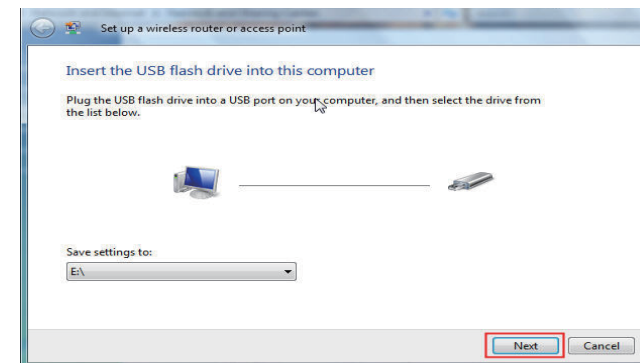 Set up a wireless router or access point
Insert the USB flash drive into this computer
Plug the USB flash drive into a USB port on your computer, and then select the drive from
the list below.
Save settings to:
E:\
Next Cancel